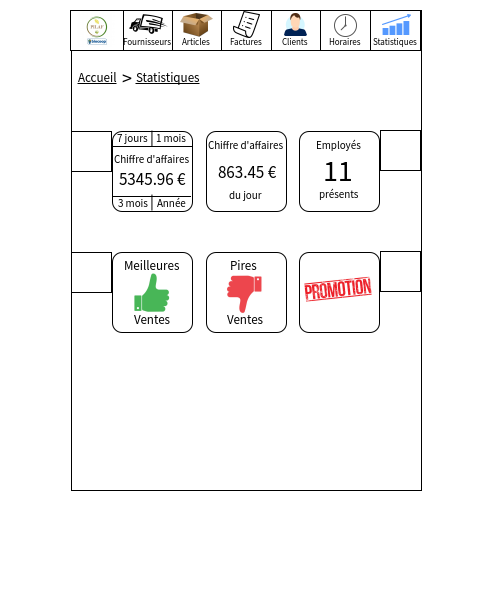 Fournisseurs
Articles
Factures
Clients
Horaires
Statistiques
Accueil > Statistiques
7 jours 1 mois
Chiffre d'affaires
5345.96 €
3 mois Année
Chiffre d'affaires
863.45 €
du jour
Employés
11
présents
Meilleures
Ventes
Pires
Ventes
PROMOTION